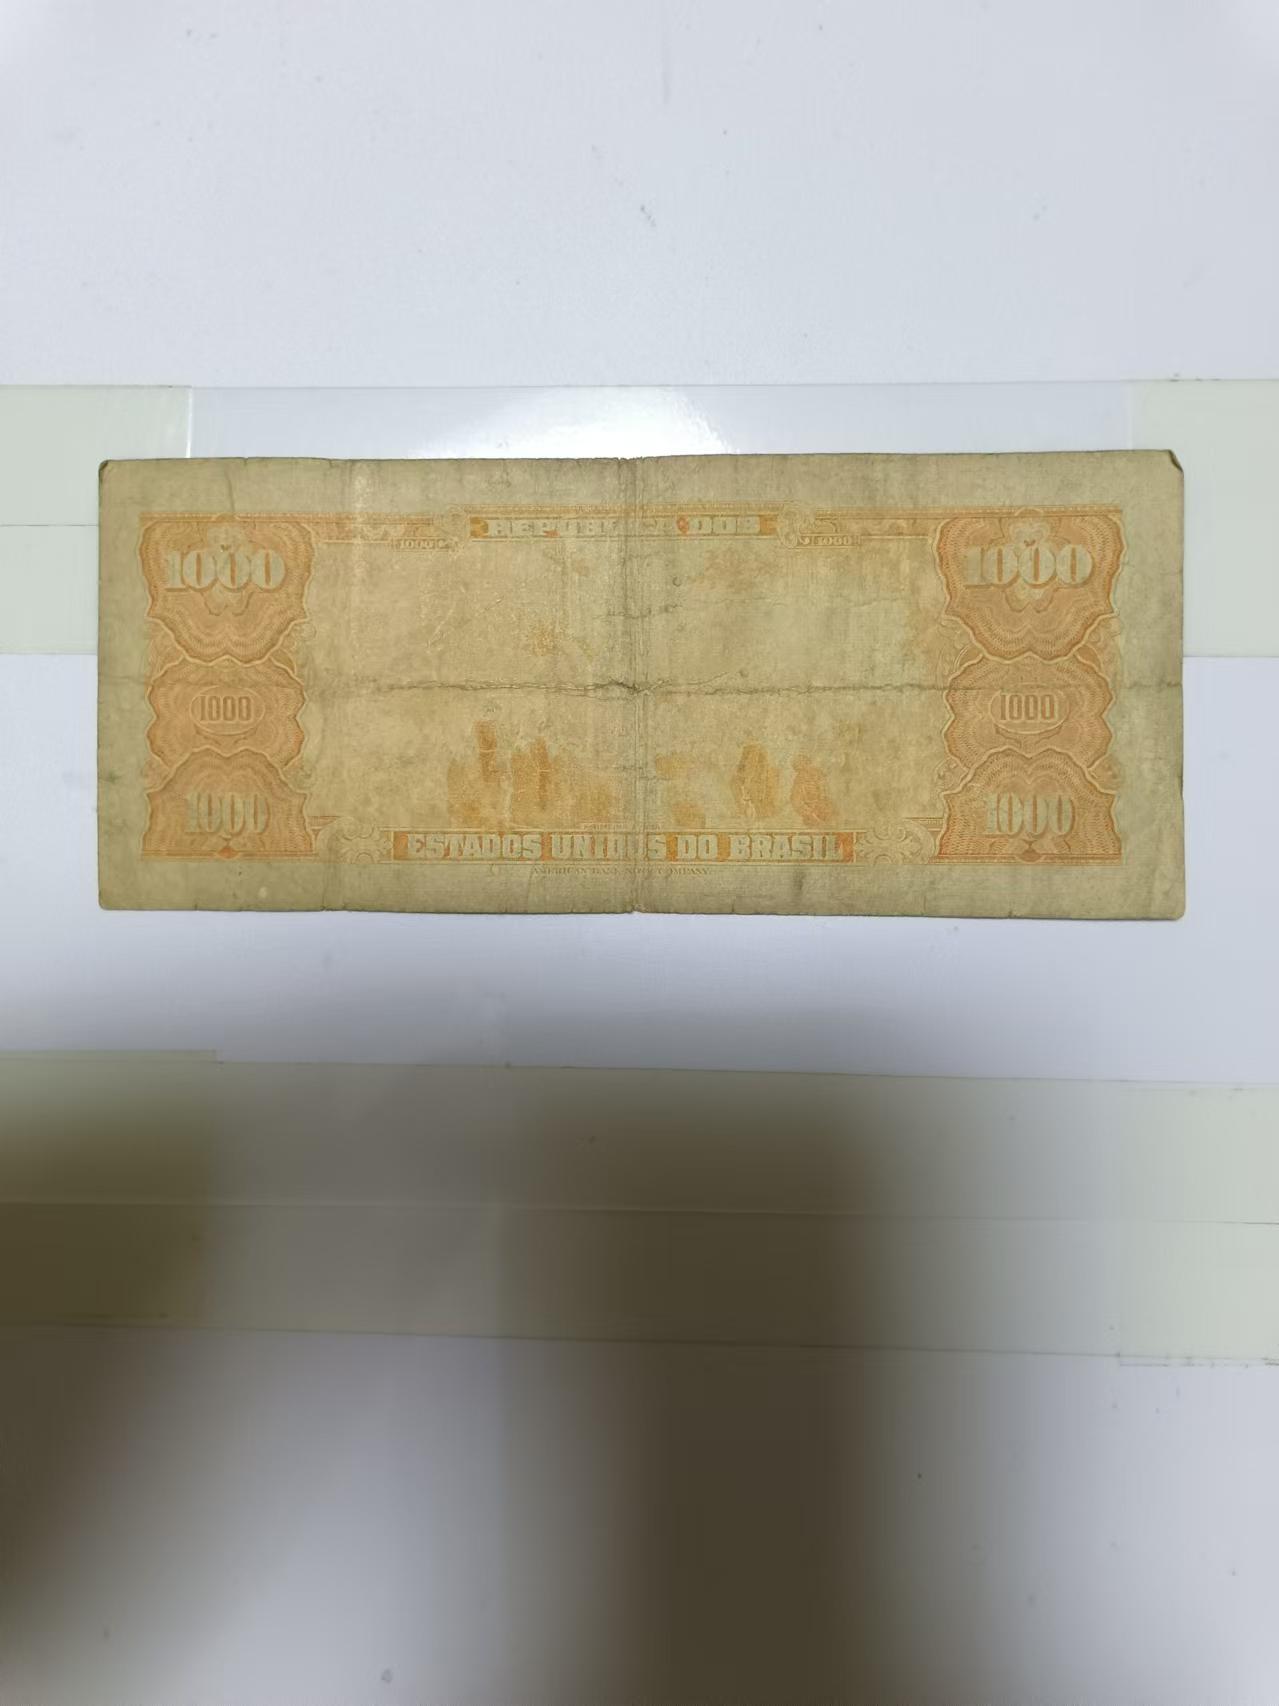 REPUBLICA DOS
1000 1000 1000 1000
1000 1000
1000 1000
ESTADOS UNIDOS DO BRASIL
AMERICAN BANK NOTE COMPANY